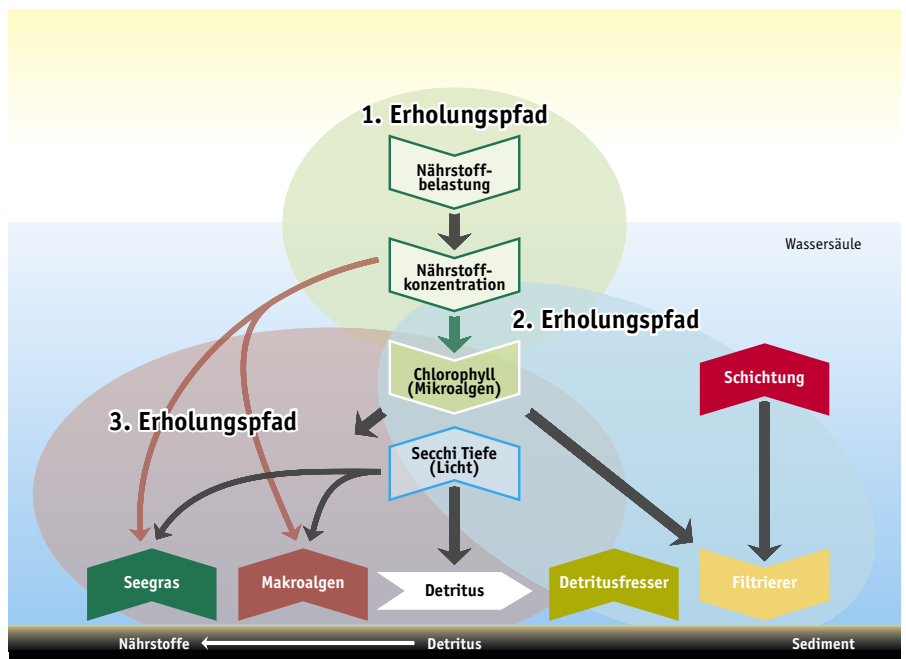 1. Erholungspfad
Nährstoff-
belastung
Wassersäule
Nährstoff-
konzentration
2. Erholungspfad
Chlorophyll
(Mikroalgen)
Schichtung
3. Erholungspfad
Secchi Tiefe
(Licht)
Seegras
Makroalgen
Detritus
Detritusfresser
Filtrierer
Nährstoffe
Detritus
Sediment